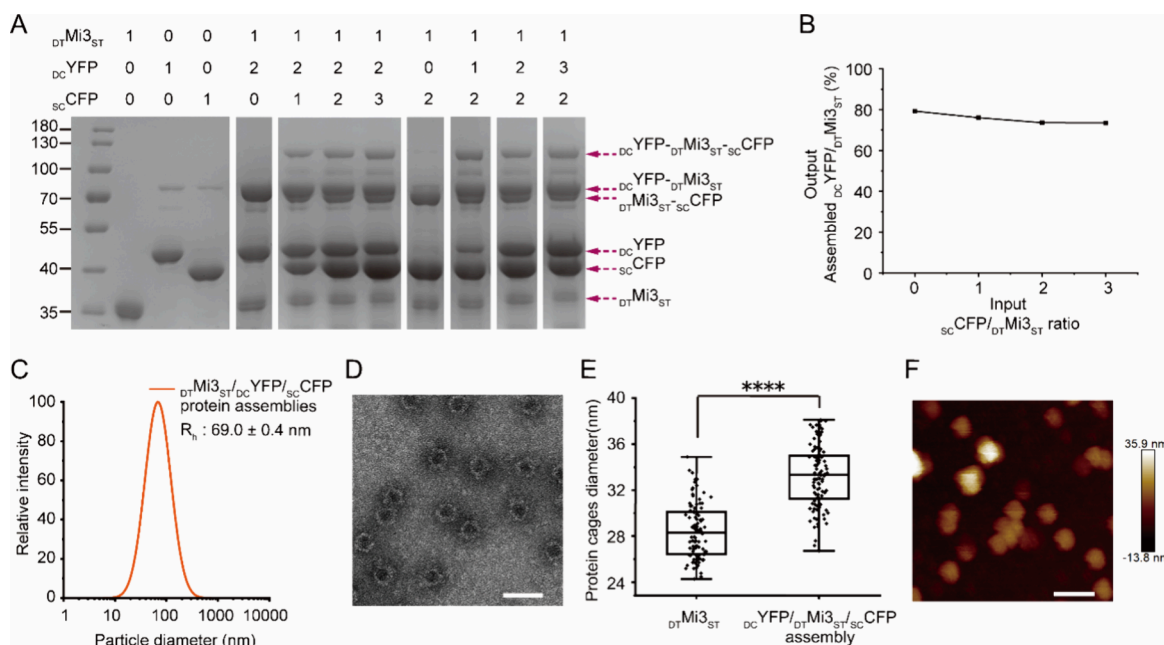 A
DTMi3ST 1 0 0 1 1 1 1 1 1 1 1
DCYFP 0 1 0 2 2 2 2 0 1 2 3
SCCFP 0 0 1 0 1 2 3 2 2 2 2
180
130
100
70
55
40
35
DCYFP-DTMi3ST-SCCFP
DCYFP-DTMi3ST
DTMi3ST-SCCFP
DCYFP
SCCFP
DTMi3ST
B
100
80
60
40
20
0
Output
Assembled DCYFP/DTMi3ST (%)
0 1 2 3
Input
SCCFP/DTMi3ST ratio
C
DTMi3ST/DCYFP/SCCFP
protein assemblies
Rh : 69.0 ± 0.4 nm
100
80
60
40
20
0
Relative intensity
1 10 100 1000 10000
Particle diameter (nm)
D
E
****
40
36
32
28
24
Protein cages diameter(nm)
DTMi3ST
DCYFP/DTMi3ST/SCCFP
assembly
F
35.9 nm
-13.8 nm